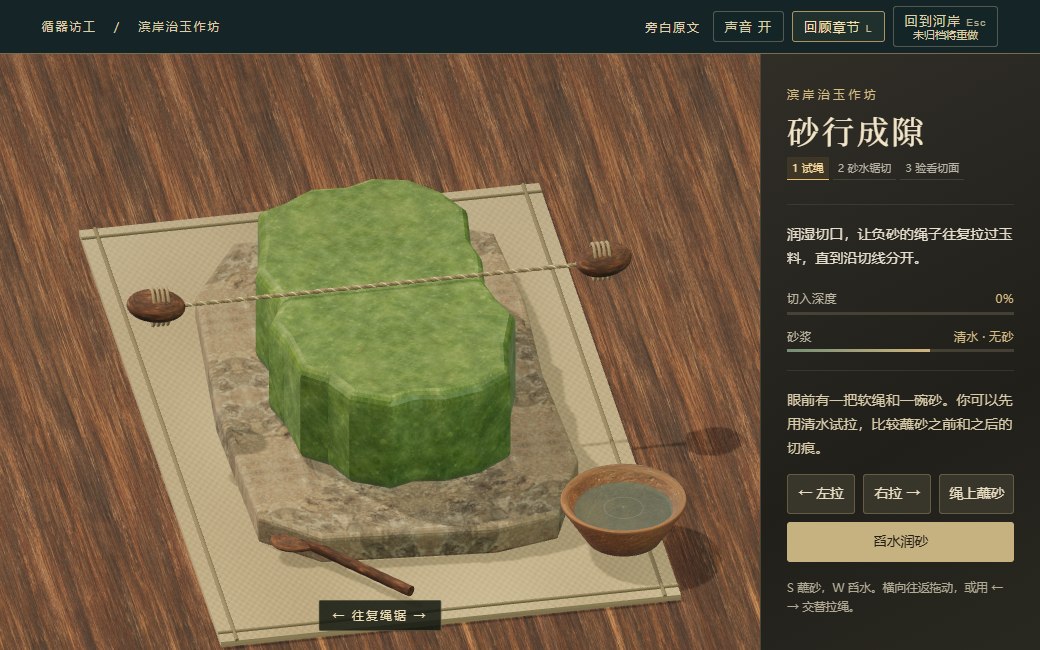 循器访工 / 滨岸治玉作坊
旁白原文
声音 开
回顾章节 L
回到河岸 Esc
未归档将重做
滨岸治玉作坊
砂行成隙
1 试绳 2 砂水锯切 3 验看切面
润湿切口，让负砂的绳子往复拉过玉
料，直到沿切线分开。
切入深度 0%
砂浆 清水 · 无砂
眼前有一把软绳和一碗砂。你可以先
用清水试拉，比较蘸砂之前和之后的
切痕。
← 左拉 右拉 → 绳上蘸砂
舀水润砂
S 蘸砂，W 舀水。横向往返拖动，或用 ←
→ 交替拉绳。
← 往复绳锯 →